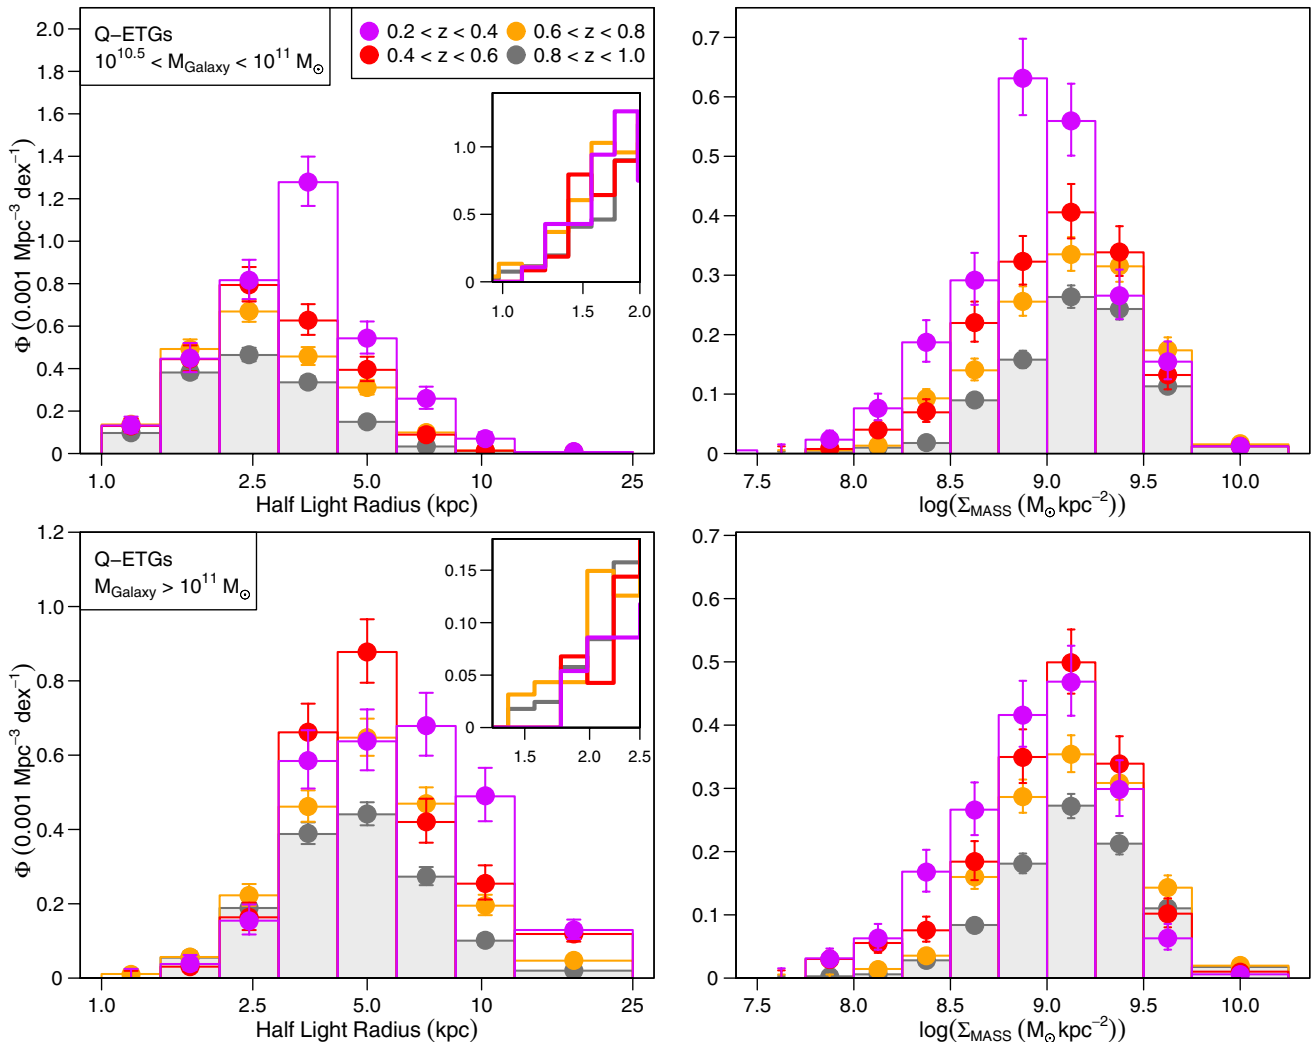 Q−ETGs
10^10.5 < M_Galaxy < 10^11 M_⊙
0.2 < z < 0.4
0.6 < z < 0.8
0.4 < z < 0.6
0.8 < z < 1.0
2.0
1.8
1.6
1.4
1.2
1.0
0.8
0.6
0.4
0.2
0
Φ (0.001 Mpc^−3 dex^−1)
1.0
0.5
0
1.0 1.5 2.0
1.0 2.5 5.0 10 25
Half Light Radius (kpc)
0.7
0.6
0.5
0.4
0.3
0.2
0.1
0
7.5 8.0 8.5 9.0 9.5 10.0
log(Σ_MASS (M_⊙ kpc^−2))
Q−ETGs
M_Galaxy > 10^11 M_⊙
1.2
1.0
0.8
0.6
0.4
0.2
0
Φ (0.001 Mpc^−3 dex^−1)
0.15
0.10
0.05
0
1.5 2.0 2.5
1.0 2.5 5.0 10 25
Half Light Radius (kpc)
0.7
0.6
0.5
0.4
0.3
0.2
0.1
0
7.5 8.0 8.5 9.0 9.5 10.0
log(Σ_MASS (M_⊙ kpc^−2))